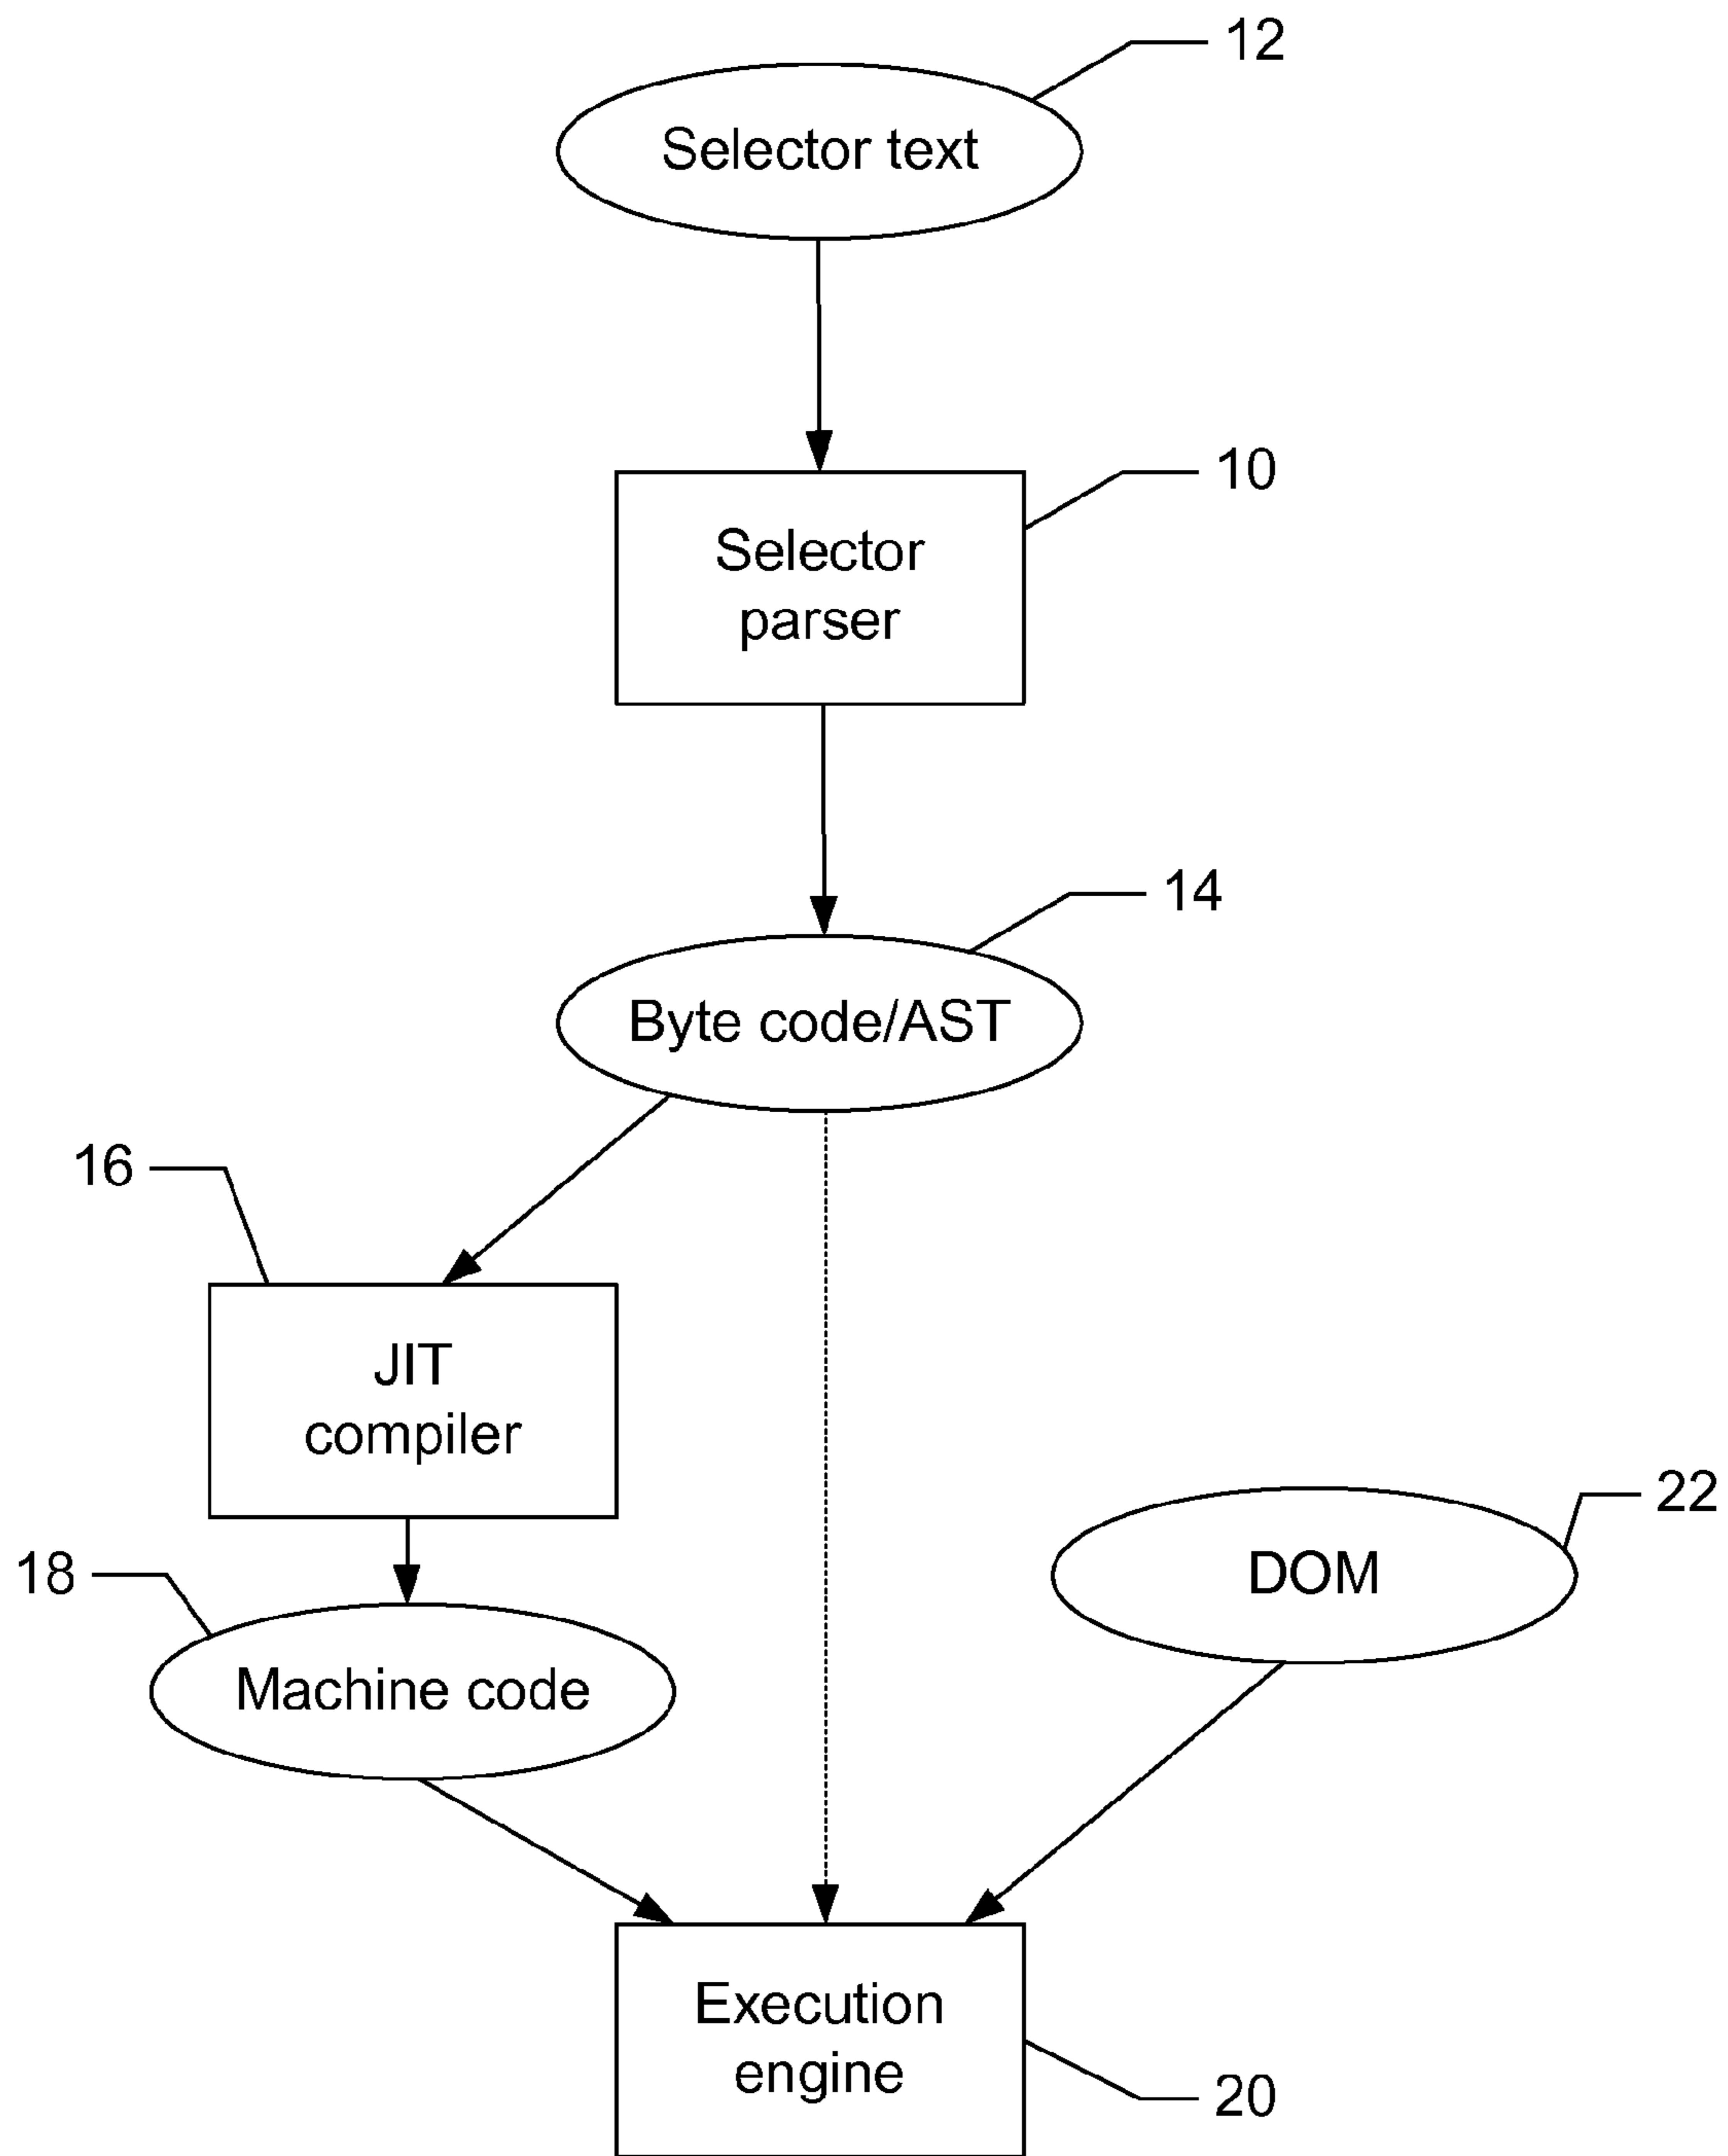 12
Selector text
10
Selector
parser
14
Byte code/AST
16
JIT
compiler
22
18
DOM
Machine code
Execution
engine
20